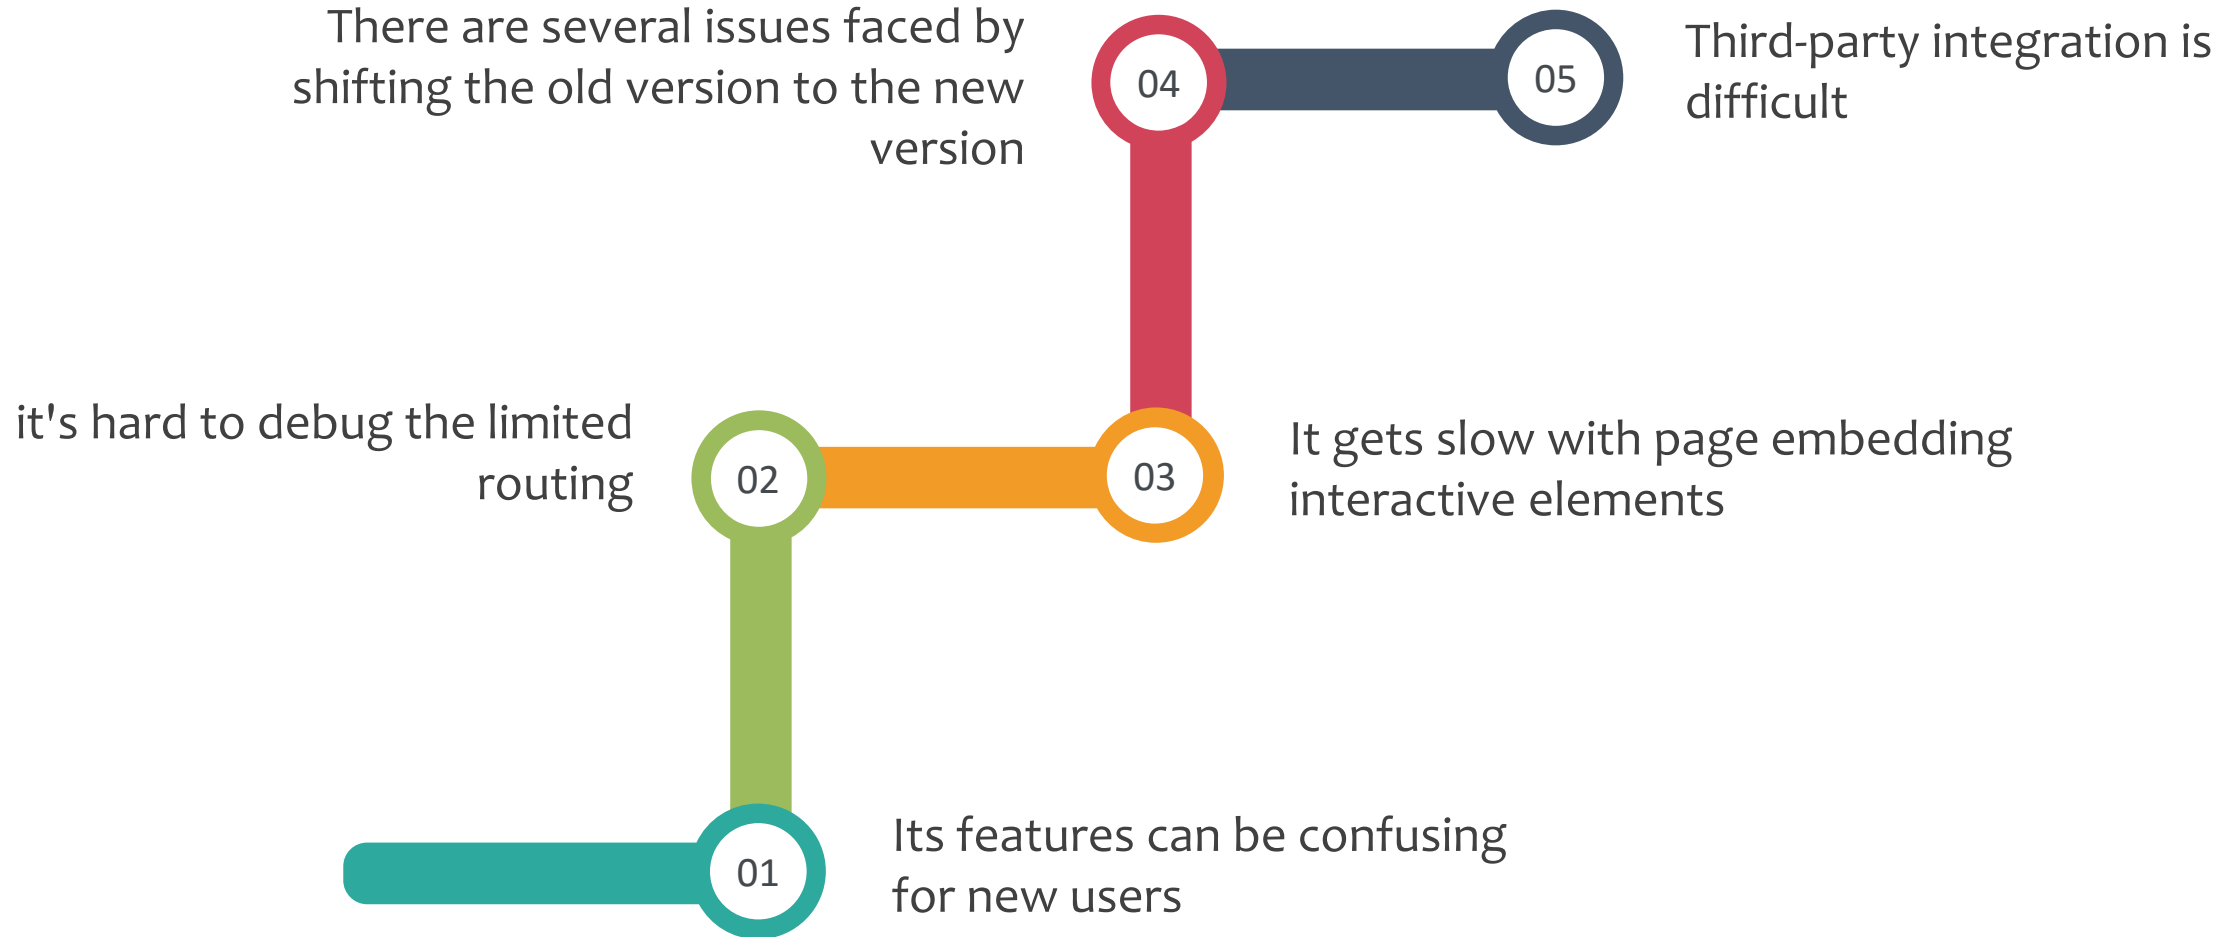 There are several issues faced by
shifting the old version to the new
version
04
05
Third-party integration is
difficult
it's hard to debug the limited
routing
02
03
It gets slow with page embedding
interactive elements
01
Its features can be confusing
for new users